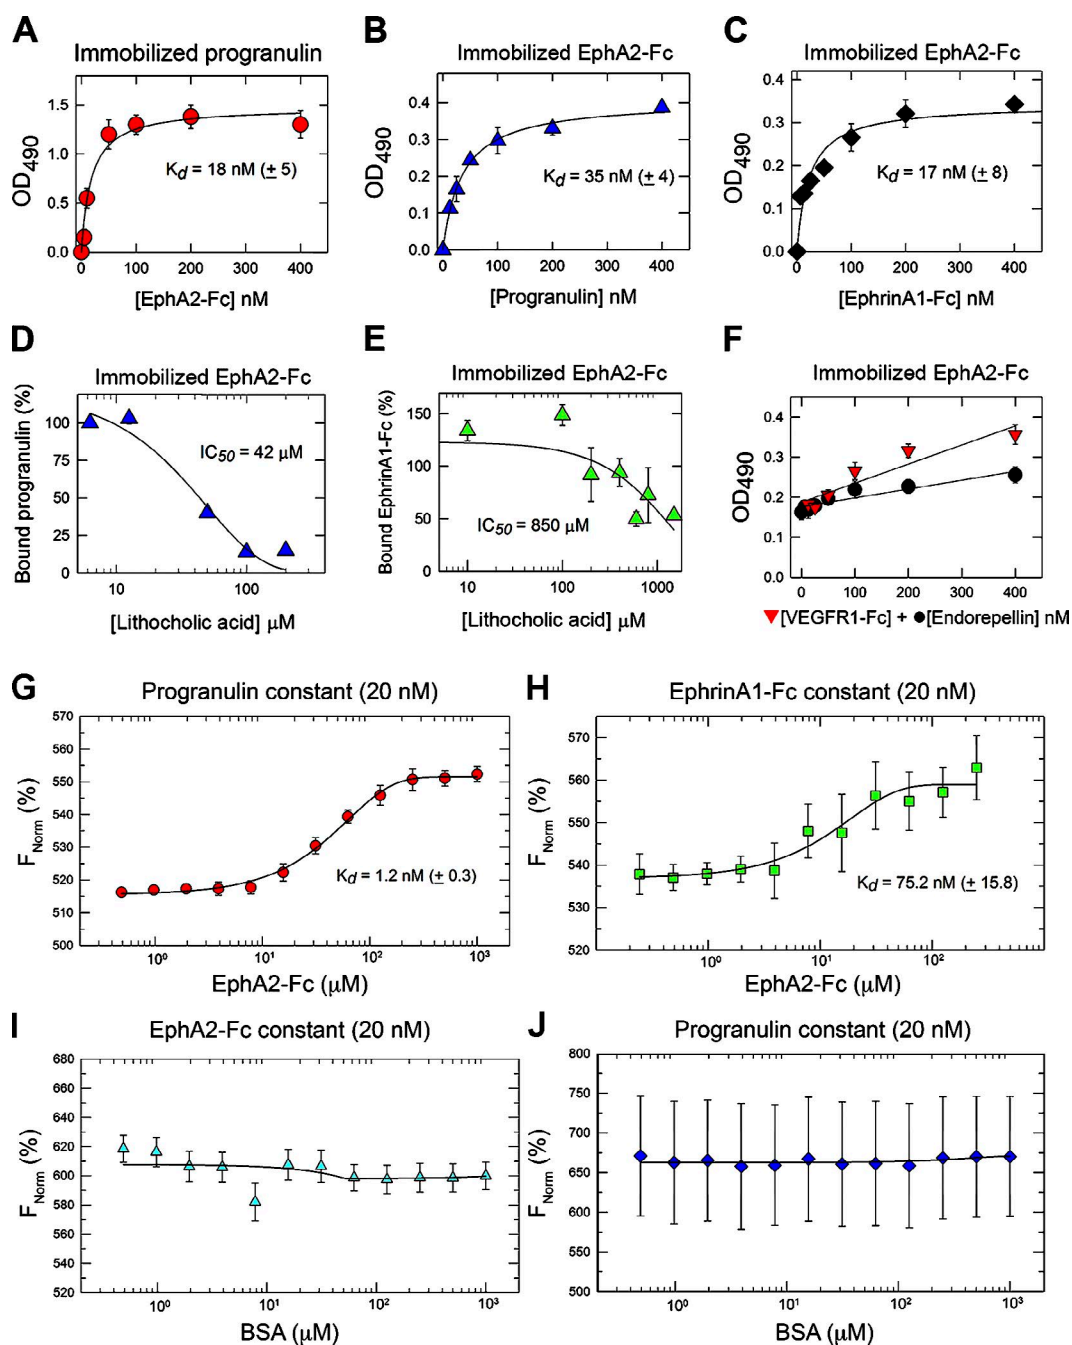 A
Immobilized progranulin
OD490
1.5
1.0
0.5
0.0
Kd = 18 nM (± 5)
0 100 200 300 400
[EphA2-Fc] nM
B
Immobilized EphA2-Fc
OD490
0.4
0.3
0.2
0.1
0.0
Kd = 35 nM (± 4)
0 100 200 300 400
[Progranulin] nM
C
Immobilized EphA2-Fc
OD490
0.4
0.3
0.2
0.1
0.0
Kd = 17 nM (± 8)
0 100 200 300 400
[EphrinA1-Fc] nM
D
Immobilized EphA2-Fc
Bound progranulin (%)
100
75
50
25
0
IC50 = 42 μM
10 100
[Lithocholic acid] μM
E
Immobilized EphA2-Fc
Bound EphrinA1-Fc (%)
150
100
50
0
IC50 = 850 μM
10 100 1000
[Lithocholic acid] μM
F
Immobilized EphA2-Fc
OD490
0.4
0.3
0.2
0.1
0.0
0 100 200 300 400
[VEGFR1-Fc] + [Endorepellin] nM
G
Progranulin constant (20 nM)
FNorm (%)
570
560
550
540
530
520
510
500
Kd = 1.2 nM (± 0.3)
10⁰ 10¹ 10² 10³
EphA2-Fc (μM)
H
EphrinA1-Fc constant (20 nM)
FNorm (%)
570
560
550
540
530
520
Kd = 75.2 nM (± 15.8)
10⁰ 10¹ 10²
EphA2-Fc (μM)
I
EphA2-Fc constant (20 nM)
FNorm (%)
680
660
640
620
600
580
560
540
520
10⁰ 10¹ 10² 10³
BSA (μM)
J
Progranulin constant (20 nM)
FNorm (%)
800
750
700
650
600
550
500
10⁰ 10¹ 10² 10³
BSA (μM)